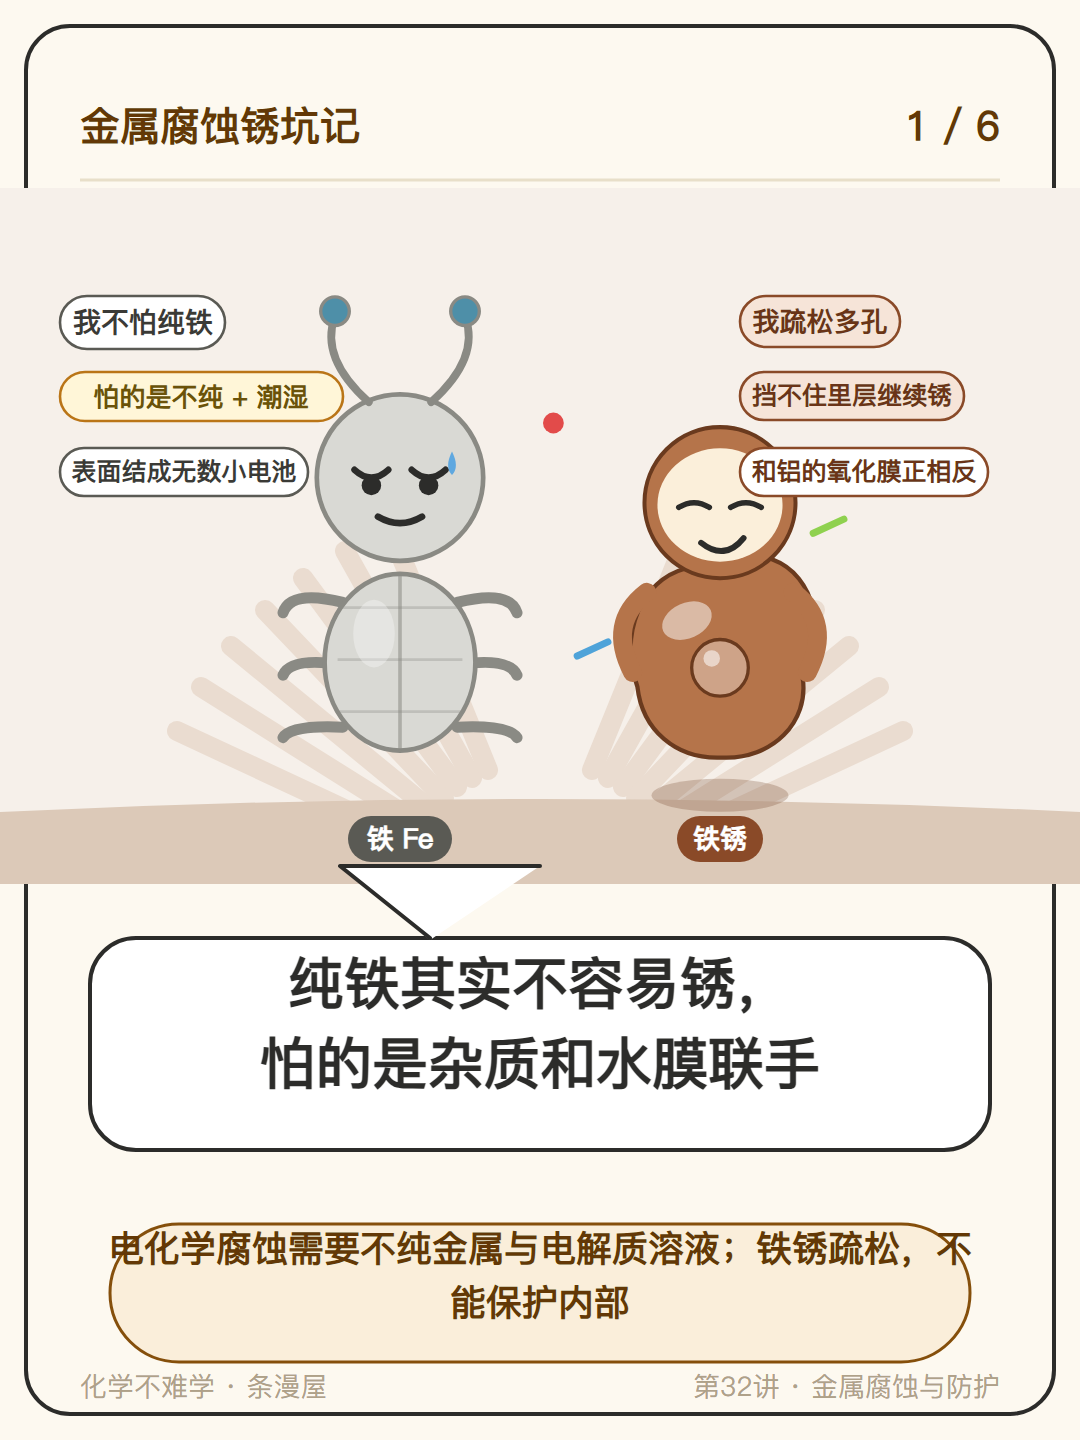 金属腐蚀锈坑记
1 / 6
我不怕纯铁
怕的是不纯 + 潮湿
表面结成无数小电池
我疏松多孔
挡不住里层继续锈
和铝的氧化膜正相反
铁 Fe
铁锈
纯铁其实不容易锈，
怕的是杂质和水膜联手
电化学腐蚀需要不纯金属与电解质溶液；铁锈疏松，不
能保护内部
化学不难学 · 条漫屋
第32讲 · 金属腐蚀与防护